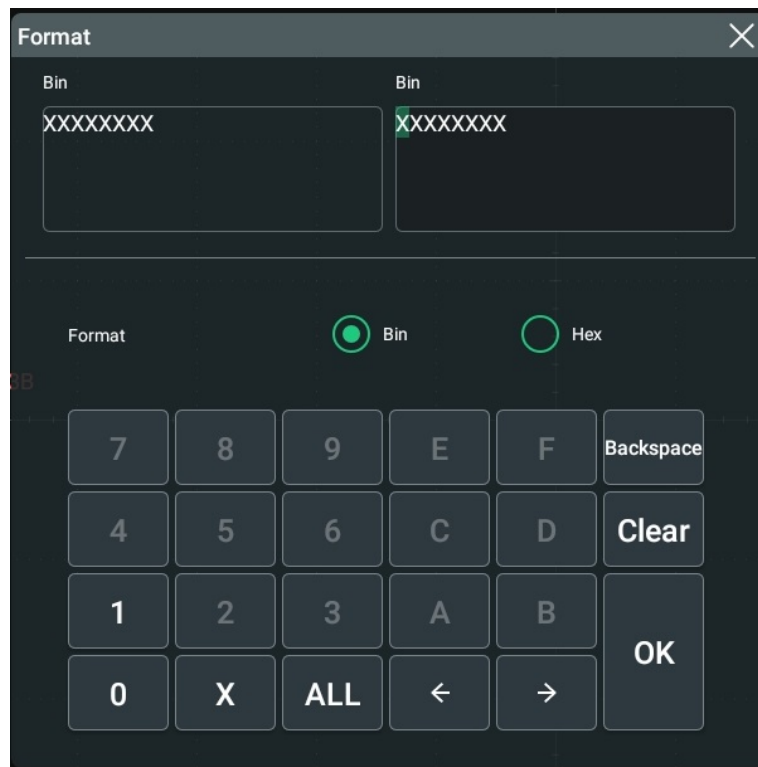 Format
Bin Bin
XXXXXXXX XXXXXXXX
Format Bin Hex
3B
7 8 9 E F Backspace
4 5 6 C D Clear
1 2 3 A B
OK
0 X ALL ← →